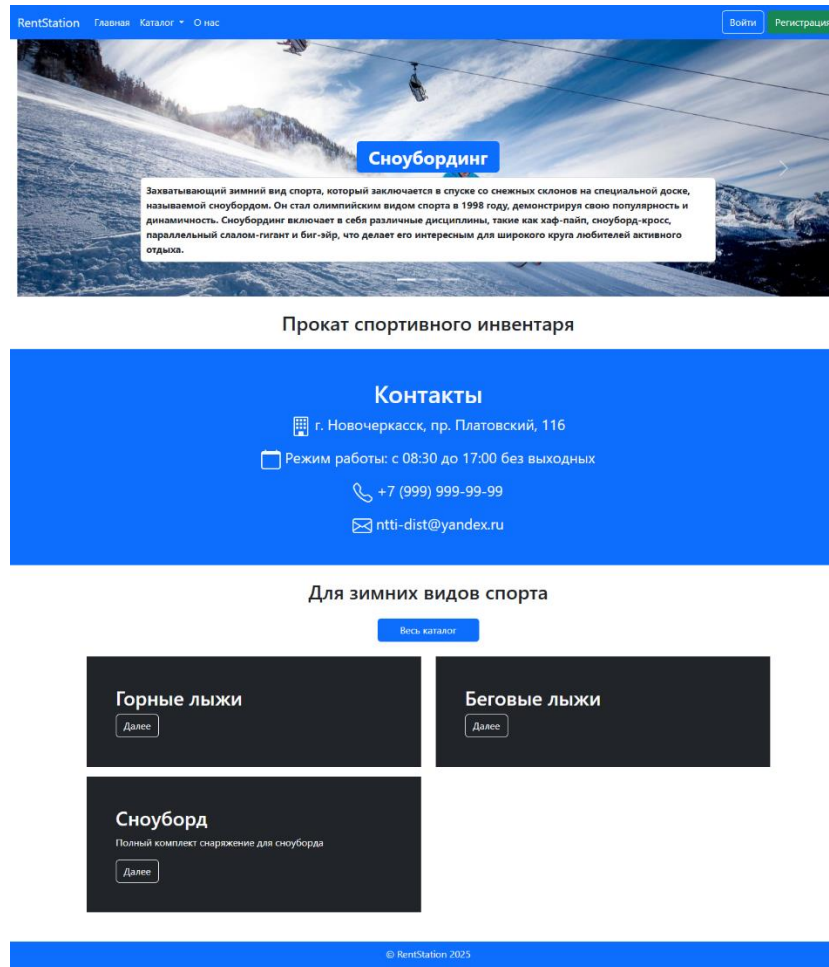 RentStation Главная Каталог О нас Войти Регистрация
Сноубординг
Захватывающий зимний вид спорта, который заключается в спуске со снежных склонов на специальной доске,
называемой сноубордом. Он стал олимпийским видом спорта в 1998 году, демонстрируя свою популярность и
динамичность. Сноубординг включает в себя различные дисциплины, такие как хаф-пайп, сноуборд-кросс,
параллельный слалом-гигант и биг-эйр, что делает его интересным для широкого круга любителей активного
отдыха.
Прокат спортивного инвентаря
Контакты
г. Новочеркасск, пр. Платовский, 116
Режим работы: с 08:30 до 17:00 без выходных
+7 (999) 999-99-99
ntti-dist@yandex.ru
Для зимних видов спорта
Весь каталог
Горные лыжи
Далее
Беговые лыжи
Далее
Сноуборд
Полный комплект снаряжение для сноуборда
Далее
© RentStation 2025